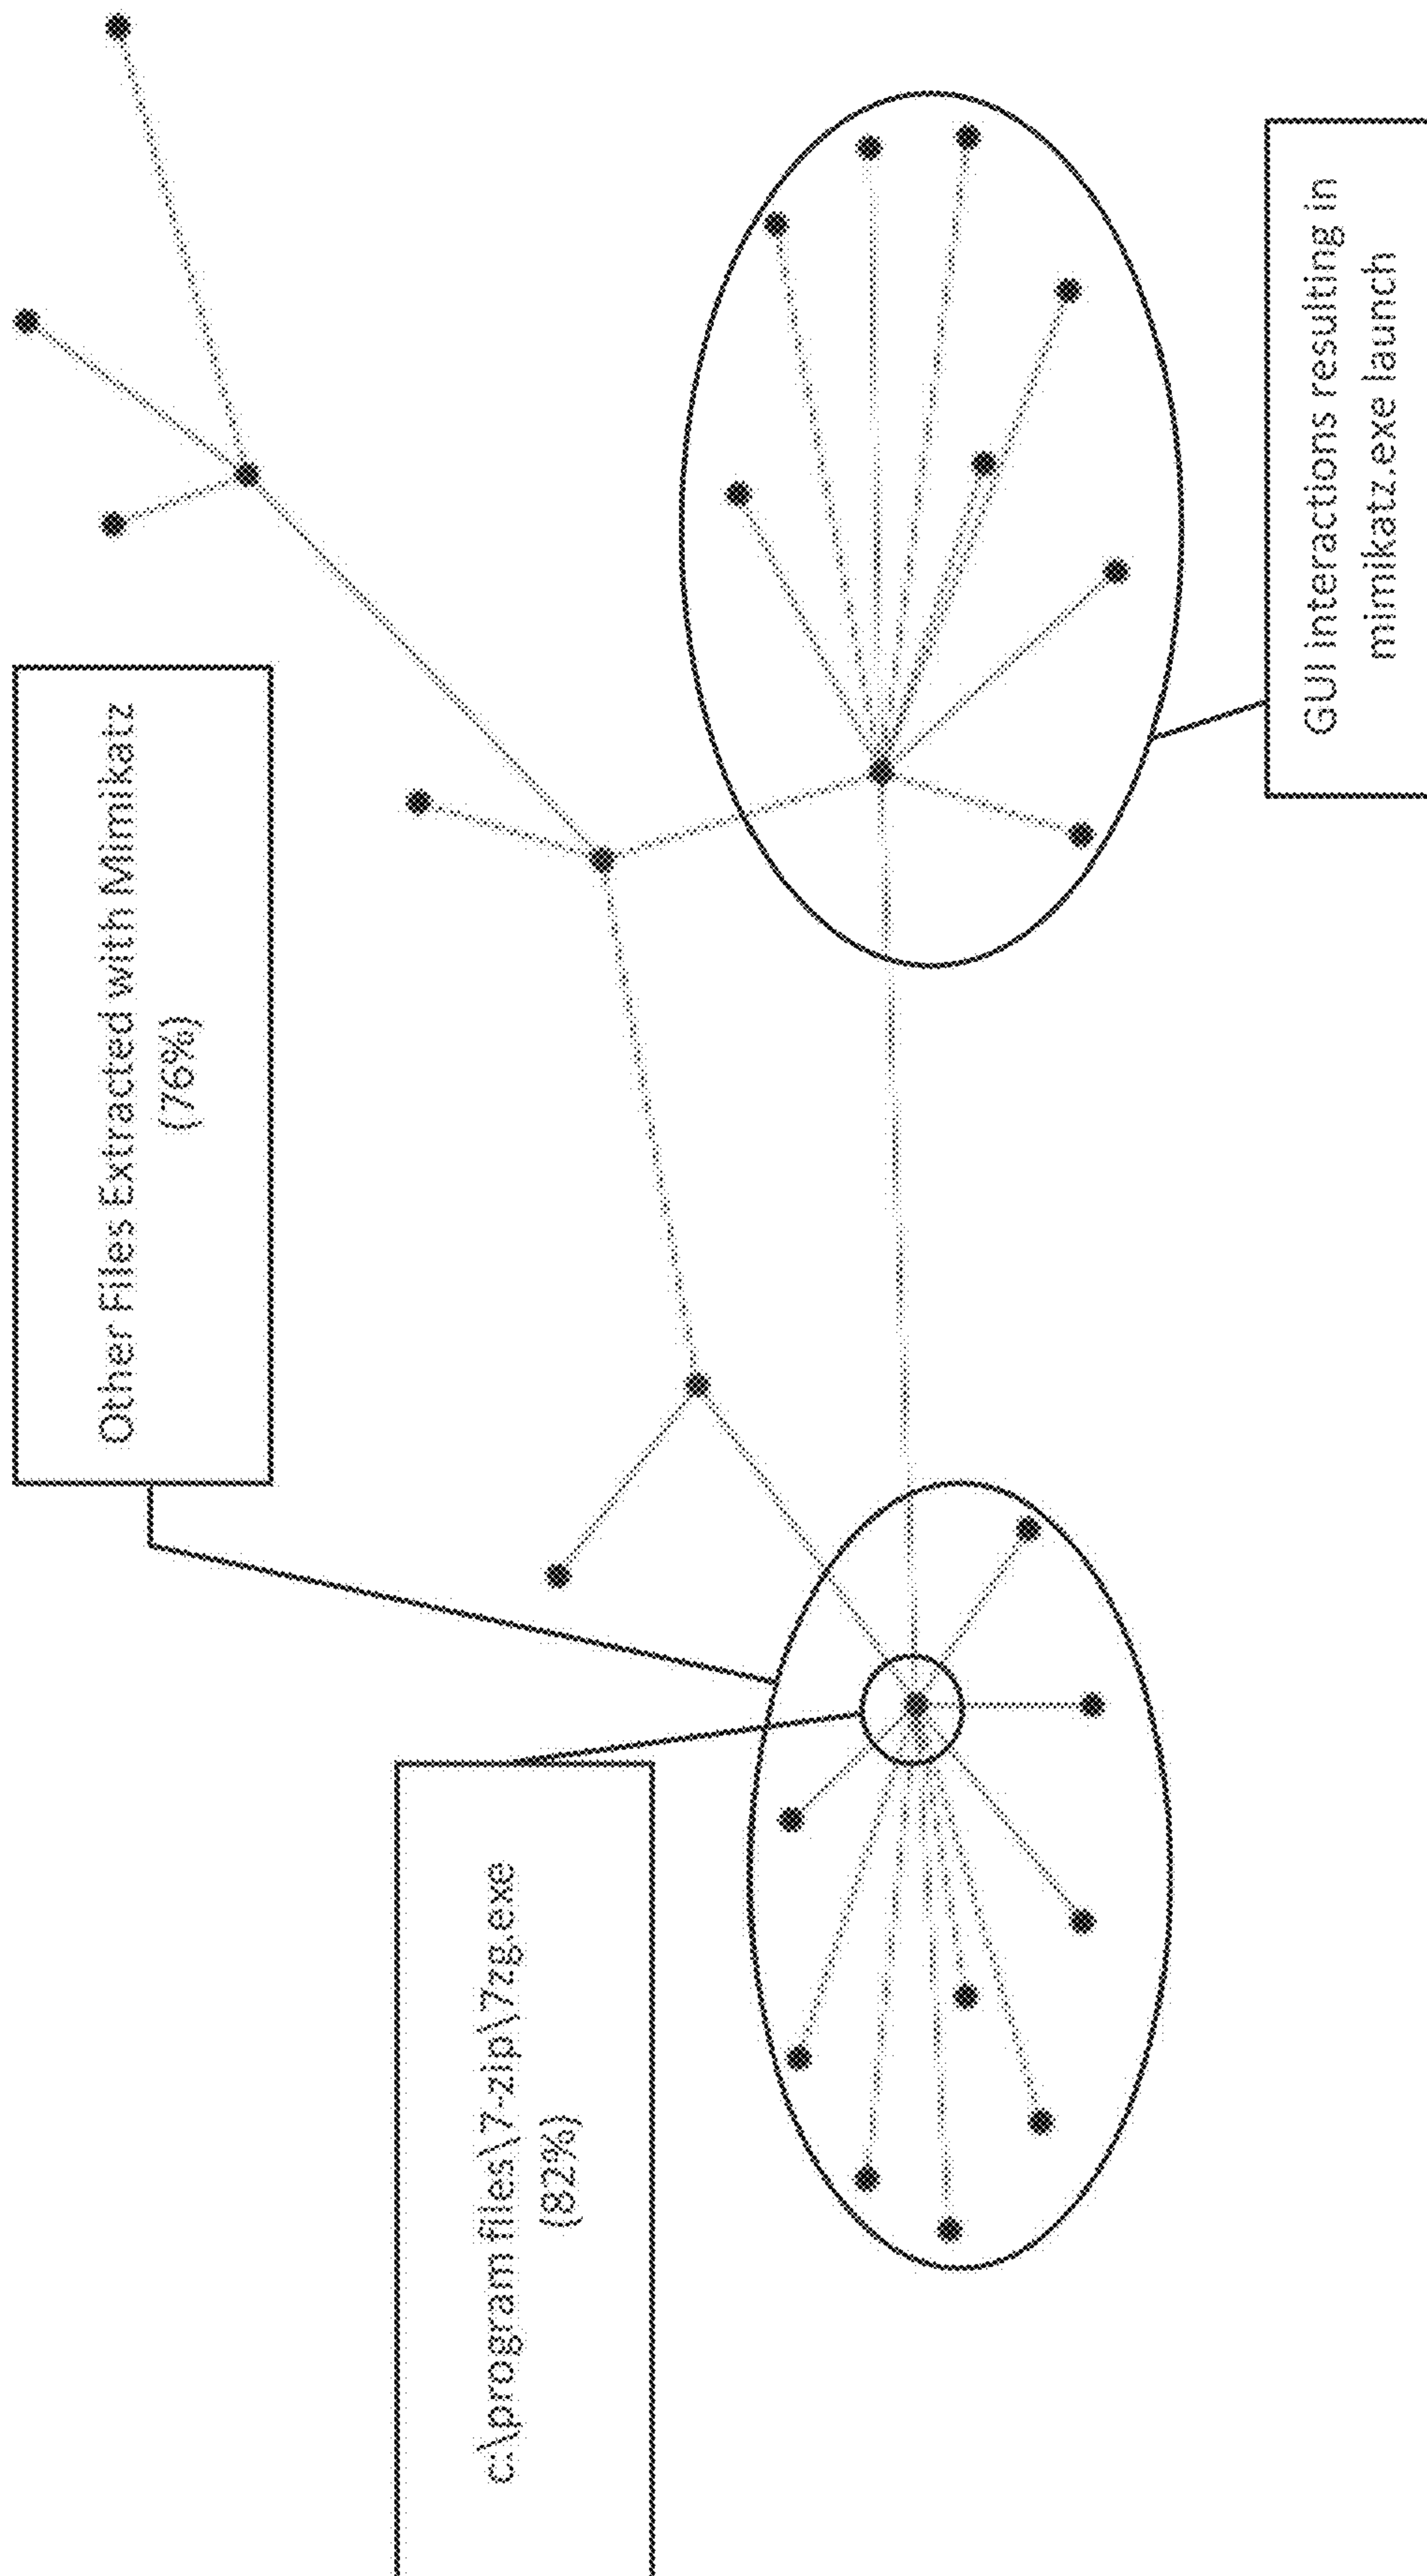 Other Files Extracted with Mimikatz
(76%)
c:\program files\7-zip\7zg.exe
(82%)
GUI interactions resulting in
mimikatz.exe launch